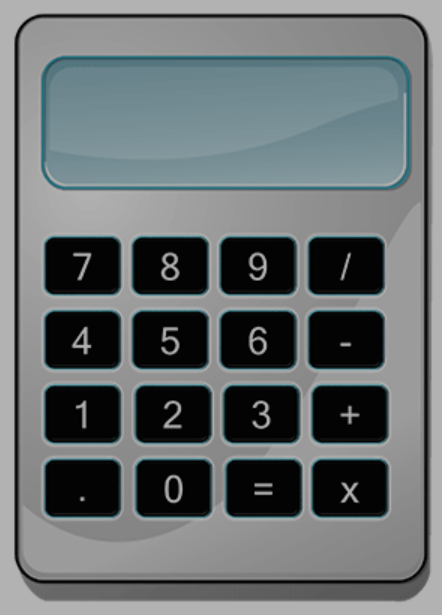 7 8 9 /
4 5 6 -
1 2 3 +
. 0 = x